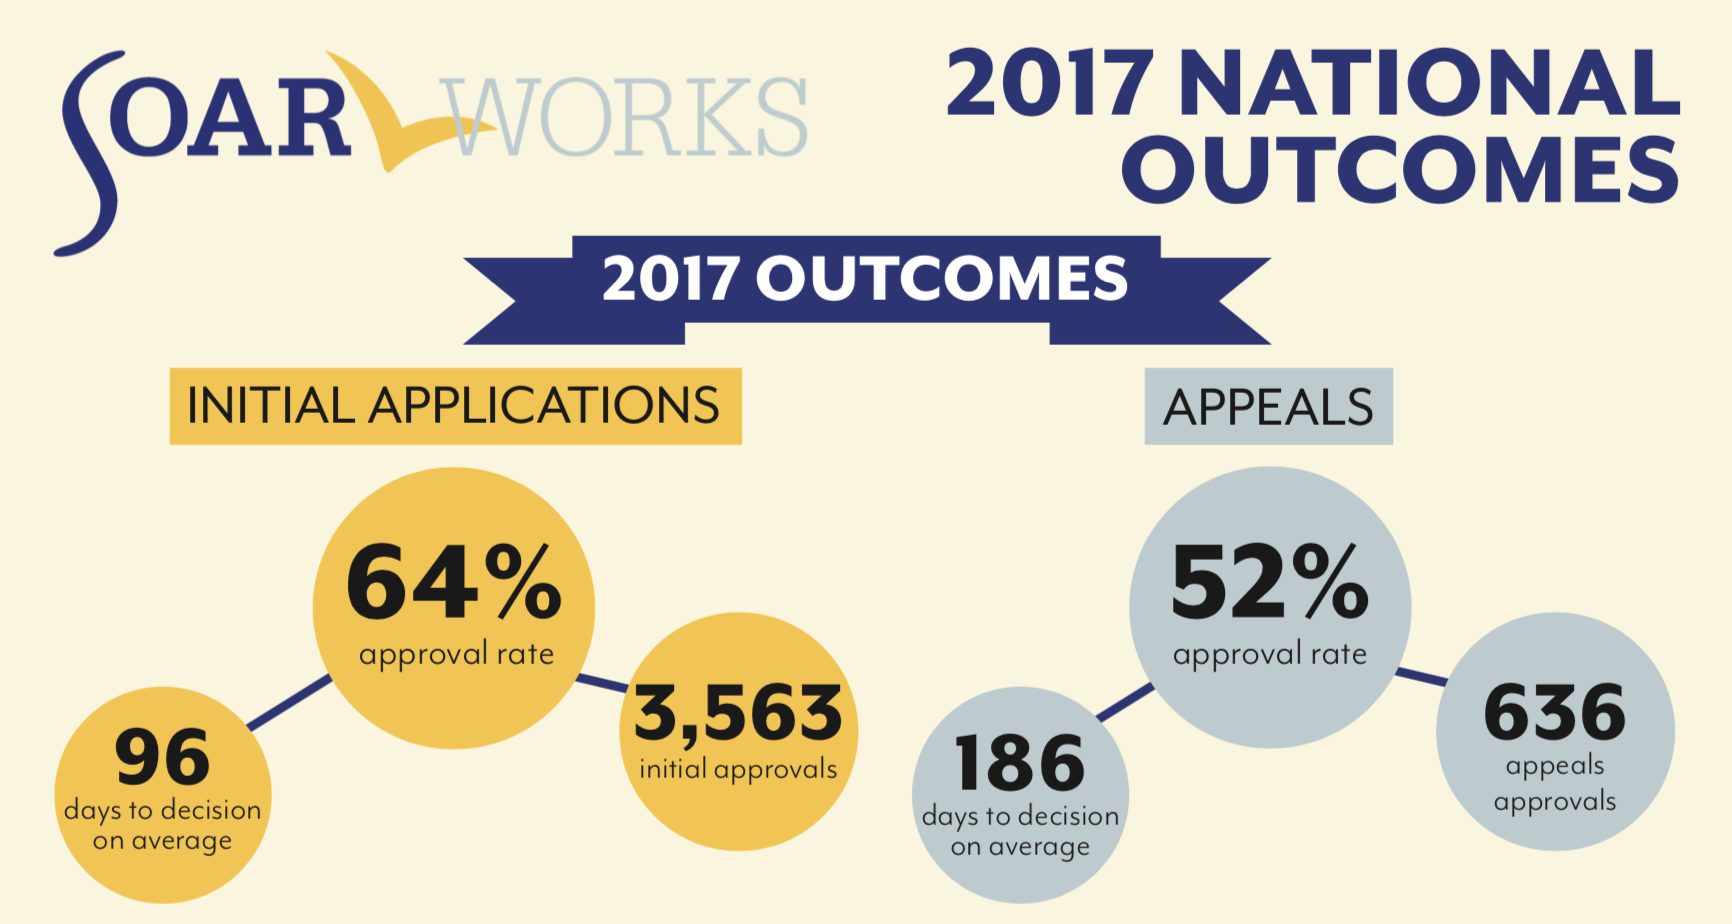 SOAR WORKS
2017 NATIONAL
OUTCOMES
2017 OUTCOMES
INITIAL APPLICATIONS
64%
approval rate
96
days to decision
on average
3,563
initial approvals
APPEALS
52%
approval rate
186
days to decision
on average
636
appeals
approvals